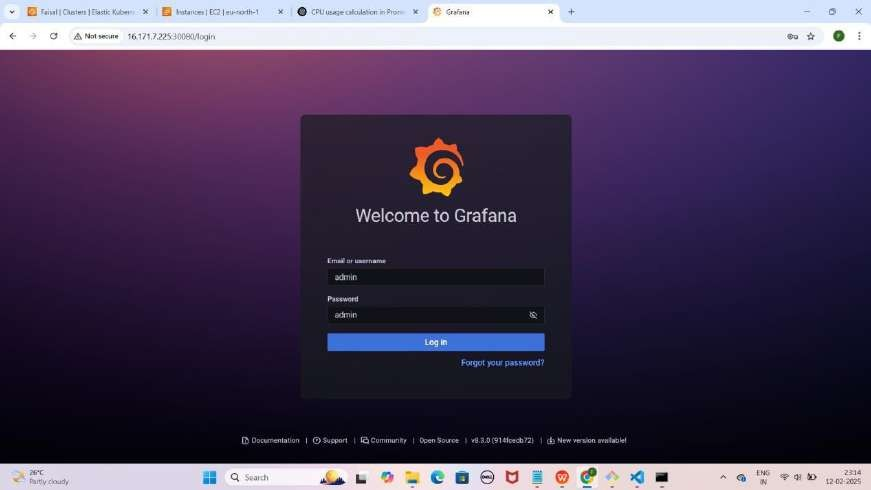 Faisal | Clusters | Elastic Kubern
Instances | EC2 | eu-north-1
CPU usage calculation in Prom
Grafana
Not secure
16.171.7.225:30080/login
Welcome to Grafana
Email or username
admin
Password
admin
Log in
Forgot your password?
Documentation | Support | Community | Open Source | v8.3.0 (914fcedb72) | New version available!
26°C
Partly cloudy
Search
DELL
ENG
IN
23:14
12-02-2025